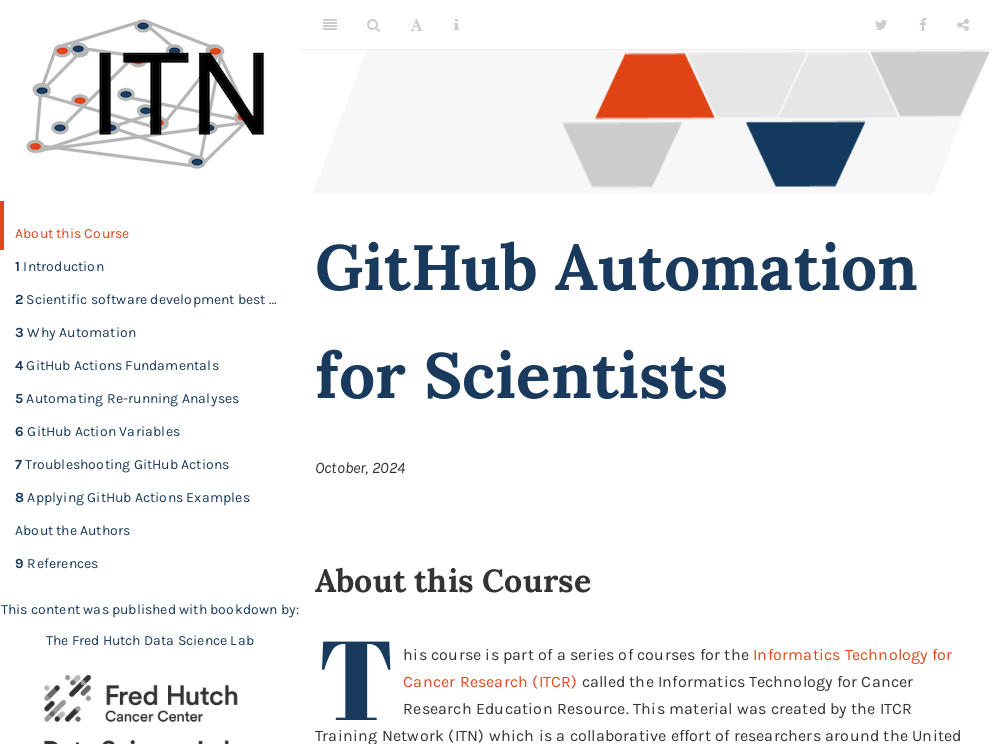 ITN
About this Course
1 Introduction
2 Scientific software development best ...
3 Why Automation
4 GitHub Actions Fundamentals
5 Automating Re-running Analyses
6 GitHub Action Variables
7 Troubleshooting GitHub Actions
8 Applying GitHub Actions Examples
About the Authors
9 References
This content was published with bookdown by:
The Fred Hutch Data Science Lab
Fred Hutch
Cancer Center
GitHub Automation
for Scientists
October, 2024
About this Course
This course is part of a series of courses for the Informatics Technology for
Cancer Research (ITCR) called the Informatics Technology for Cancer
Research Education Resource. This material was created by the ITCR
Training Network (ITN) which is a collaborative effort of researchers around the United